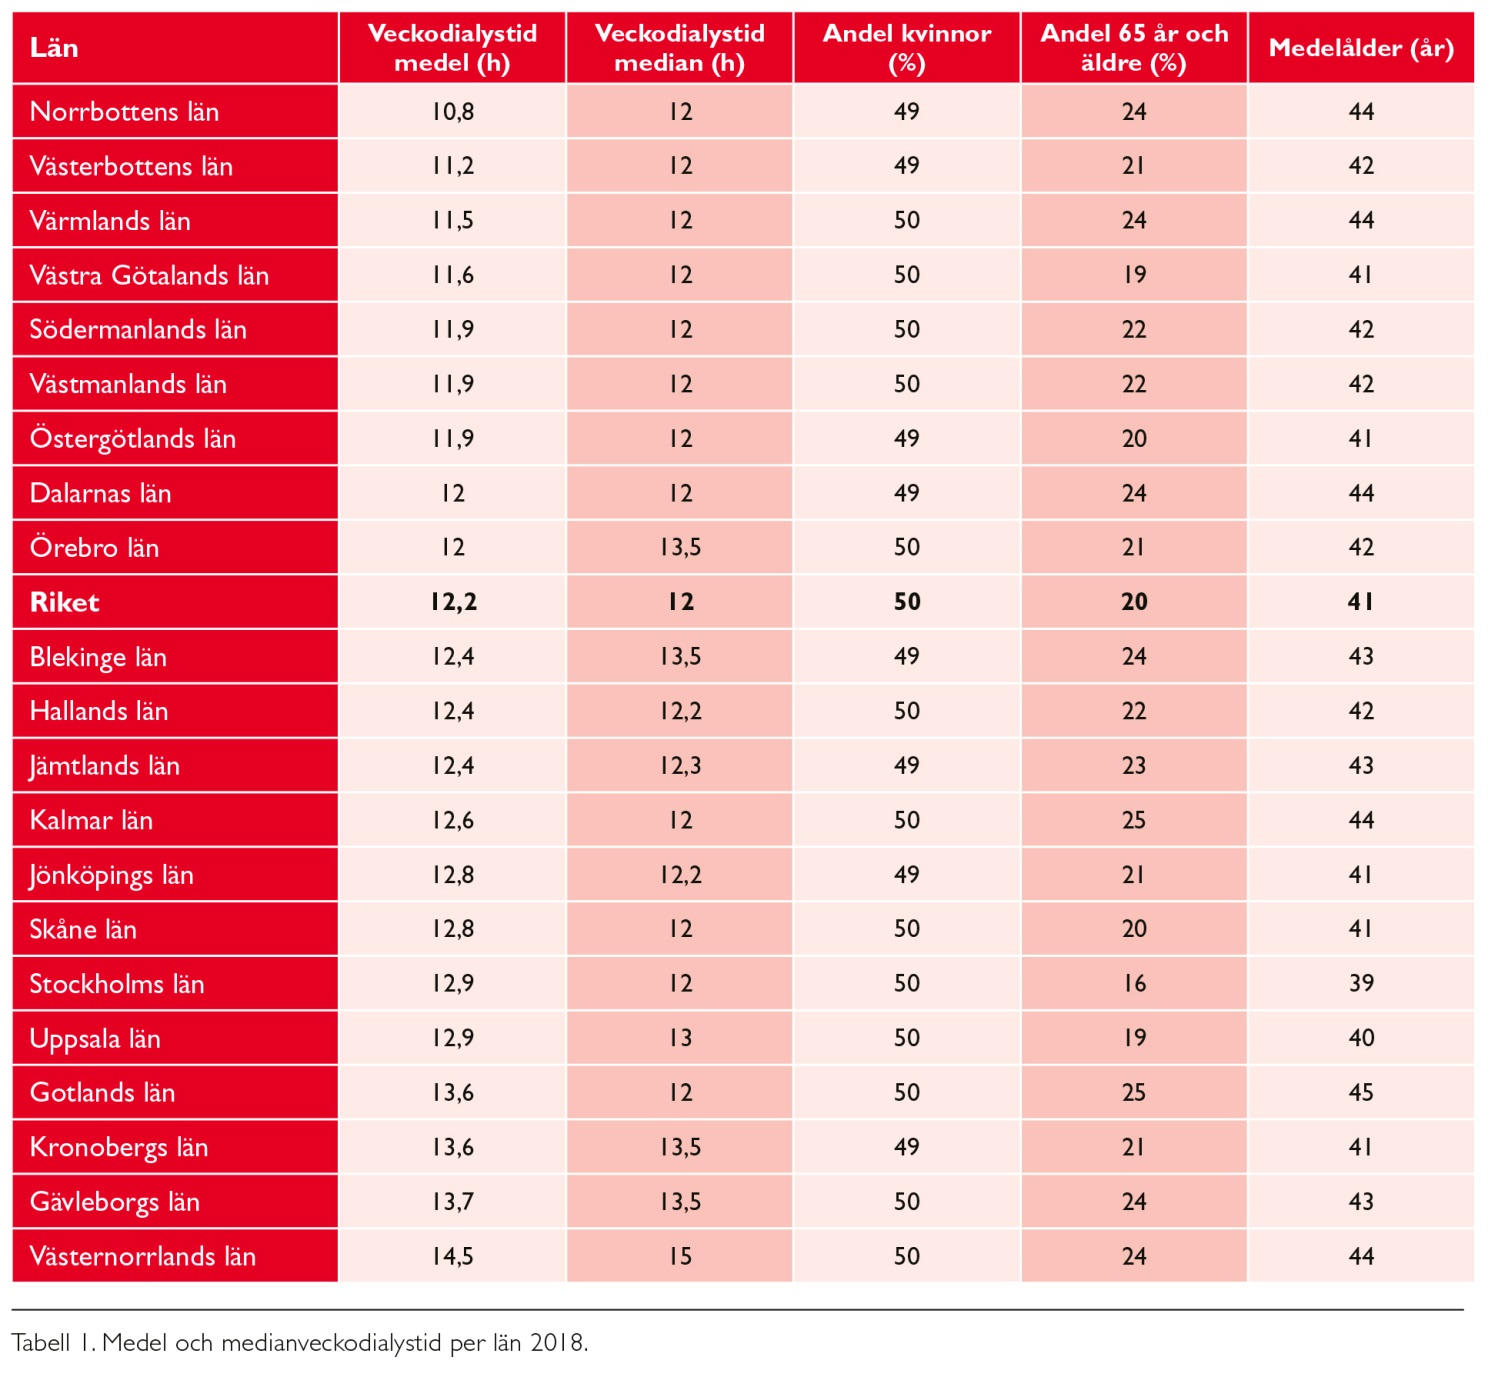 Län Veckodialystid medel (h) Veckodialystid median (h) Andel kvinnor (%) Andel 65 år och äldre (%) Medelålder (år)
Norrbottens län 10,8 12 49 24 44
Västerbottens län 11,2 12 49 21 42
Värmlands län 11,5 12 50 24 44
Västra Götalands län 11,6 12 50 19 41
Södermanlands län 11,9 12 50 22 42
Västmanlands län 11,9 12 50 22 42
Östergötlands län 11,9 12 49 20 41
Dalarnas län 12 12 49 24 44
Örebro län 12 13,5 50 21 42
Riket 12,2 12 50 20 41
Blekinge län 12,4 13,5 49 24 43
Hallands län 12,4 12,2 50 22 42
Jämtlands län 12,4 12,3 49 23 43
Kalmar län 12,6 12 50 25 44
Jönköpings län 12,8 12,2 49 21 41
Skåne län 12,8 12 50 20 41
Stockholms län 12,9 12 50 16 39
Uppsala län 12,9 13 50 19 40
Gotlands län 13,6 12 50 25 45
Kronobergs län 13,6 13,5 49 21 41
Gävleborgs län 13,7 13,5 50 24 43
Västernorrlands län 14,5 15 50 24 44
Tabell 1. Medel och medianveckodialystid per län 2018.